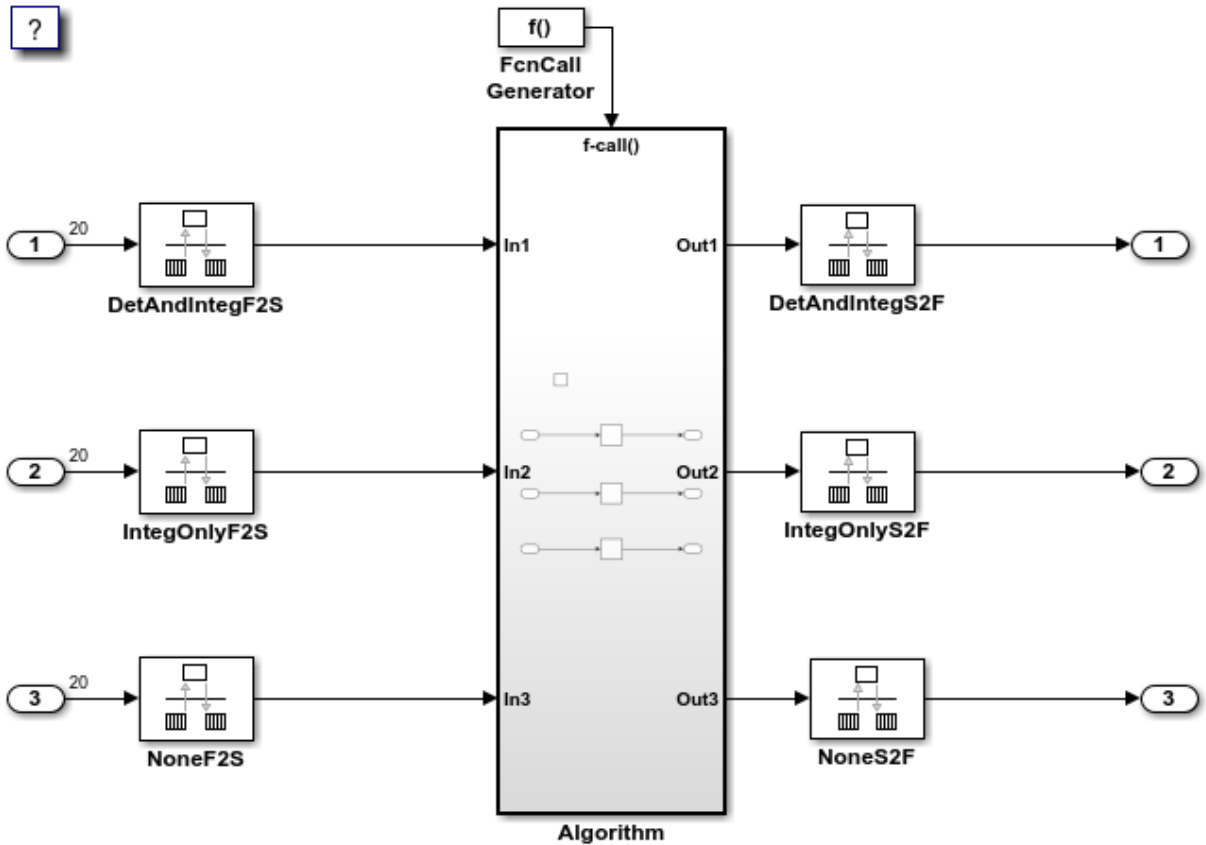 ?
f()
FcnCall
Generator
f-call()
1
20
DetAndIntegF2S
In1
Out1
DetAndIntegS2F
1
2
20
IntegOnlyF2S
In2
Out2
IntegOnlyS2F
2
3
20
NoneF2S
In3
Out3
NoneS2F
3
Algorithm